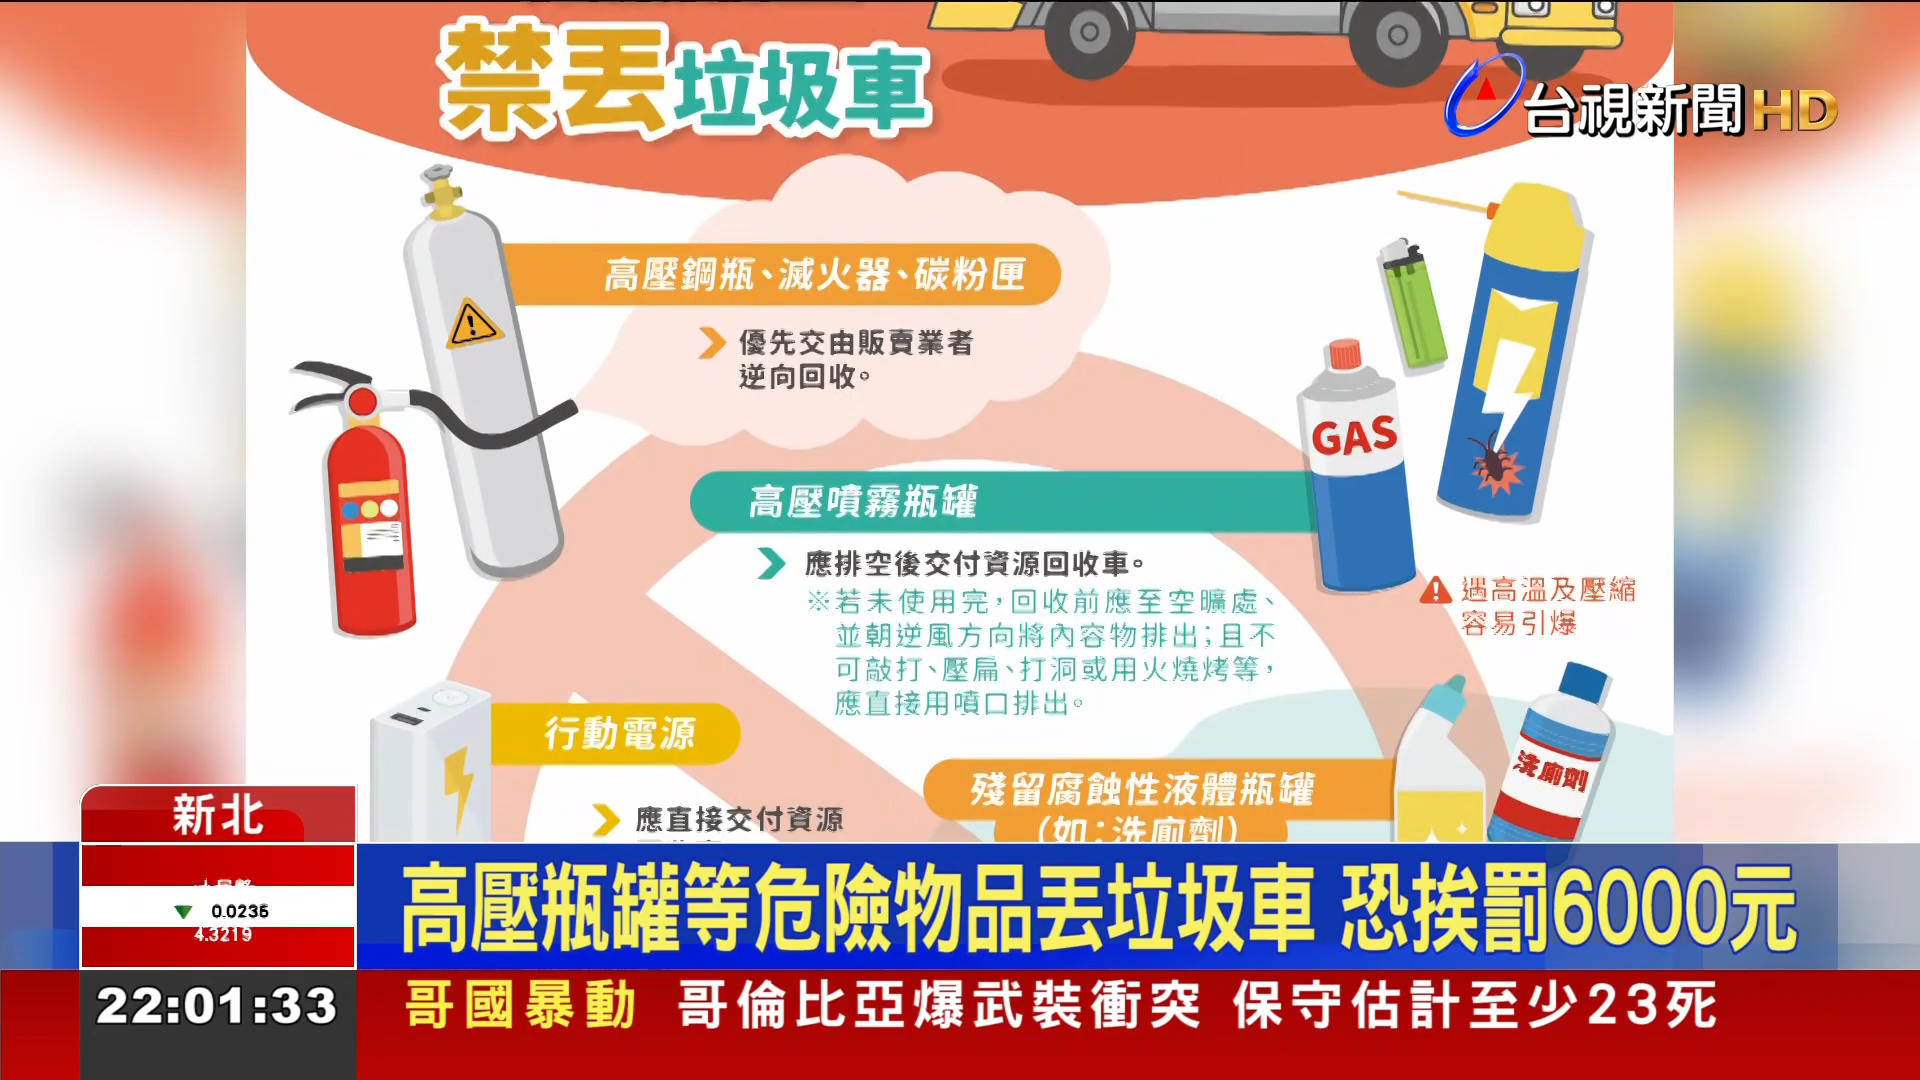 禁丟垃圾車
台視新聞HD
高壓鋼瓶、滅火器、碳粉匣
優先交由販賣業者
逆向回收。
GAS
高壓噴霧瓶罐
應排空後交付資源回收車。
※若未使用完，回收前應至空曠處、
並朝逆風方向將內容物排出；且不
可敲打、壓扁、打洞或用火燒烤等，
應直接用噴口排出。
遇高溫及壓縮
容易引爆
行動電源
應直接交付資源
殘留腐蝕性液體瓶罐
(如：洗廁劑)
洗廁劑
新北
▼ 0.0235
4.3219
高壓瓶罐等危險物品丟垃圾車 恐挨罰6000元
22:01:33
哥國暴動 哥倫比亞爆武裝衝突 保守估計至少23死